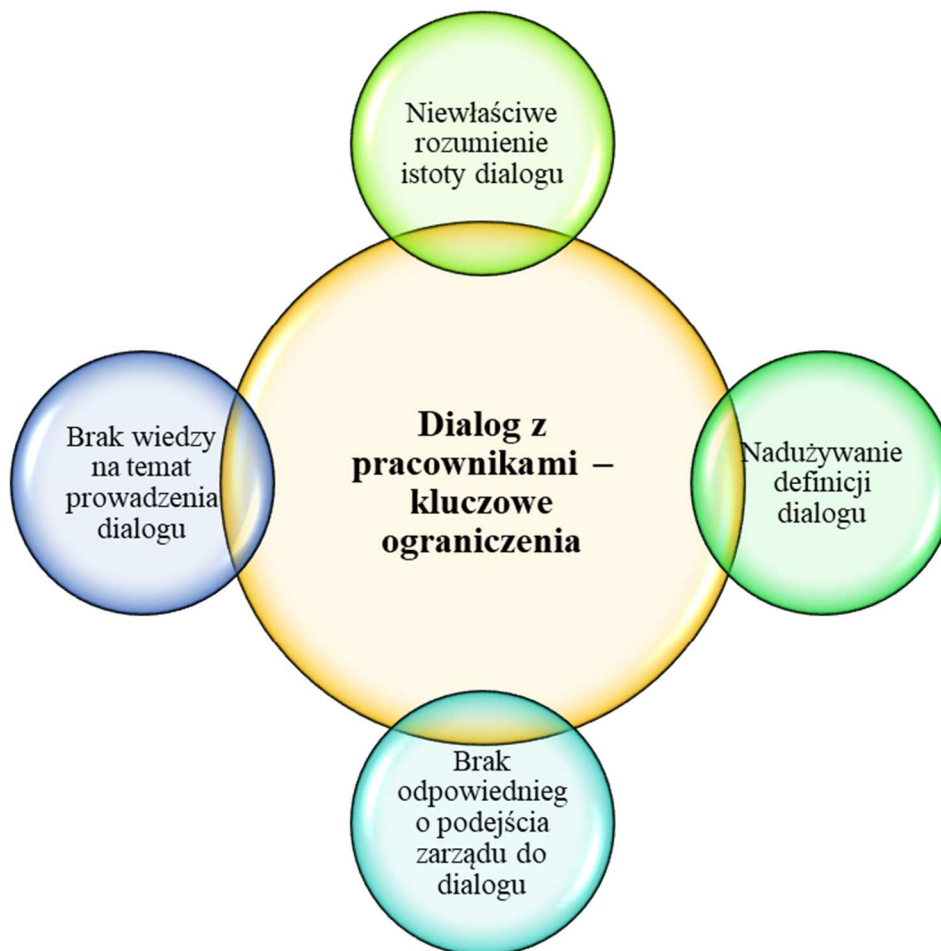 Niewłaściwe
rozumienie
istoty dialogu
Brak wiedzy
na temat
prowadzenia
dialogu
Dialog z
pracownikami –
kluczowe
ograniczenia
Nadużywanie
definicji
dialogu
Brak
odpowiednieg
o podejścia
zarządu do
dialogu